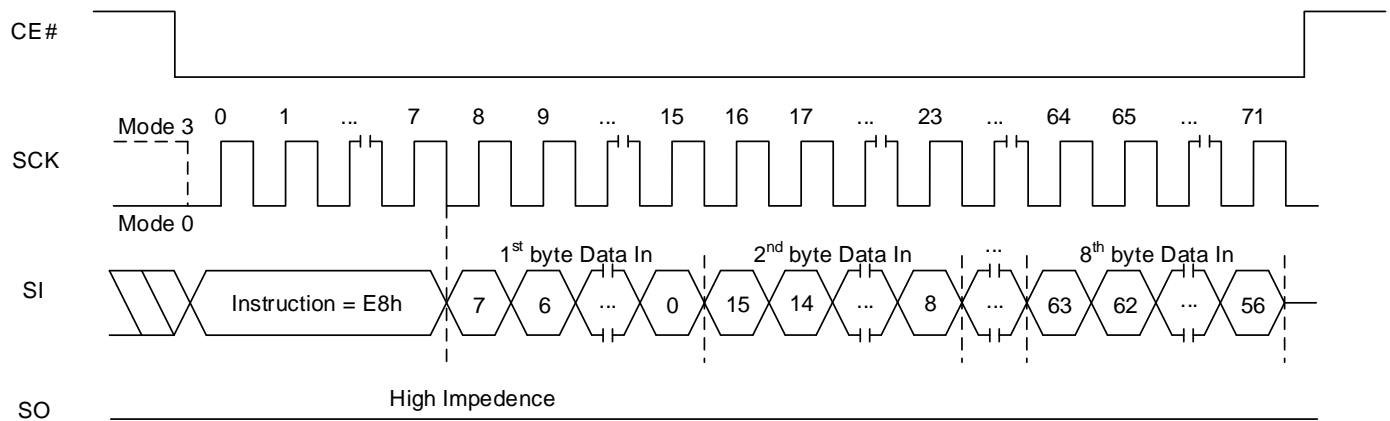 CE#
0 1 ... 7 8 9 ... 15 16 17 ... 23 ... 64 65 ... 71
Mode 3
SCK
Mode 0
1st byte Data In 2nd byte Data In ... 8th byte Data In
SI
Instruction = E8h 7 6 ... 0 15 14 ... 8 ... 63 62 ... 56
High Impedence
SO